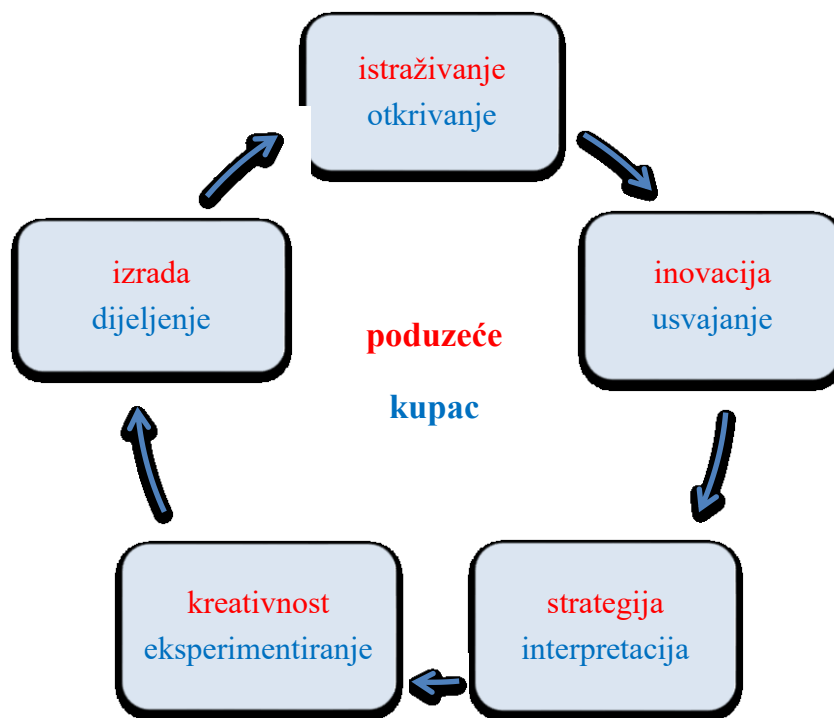 istraživanje
otkrivanje
izrada
dijeljenje
inovacija
usvajanje
poduzeće
kupac
kreativnost
eksperimentiranje
strategija
interpretacija